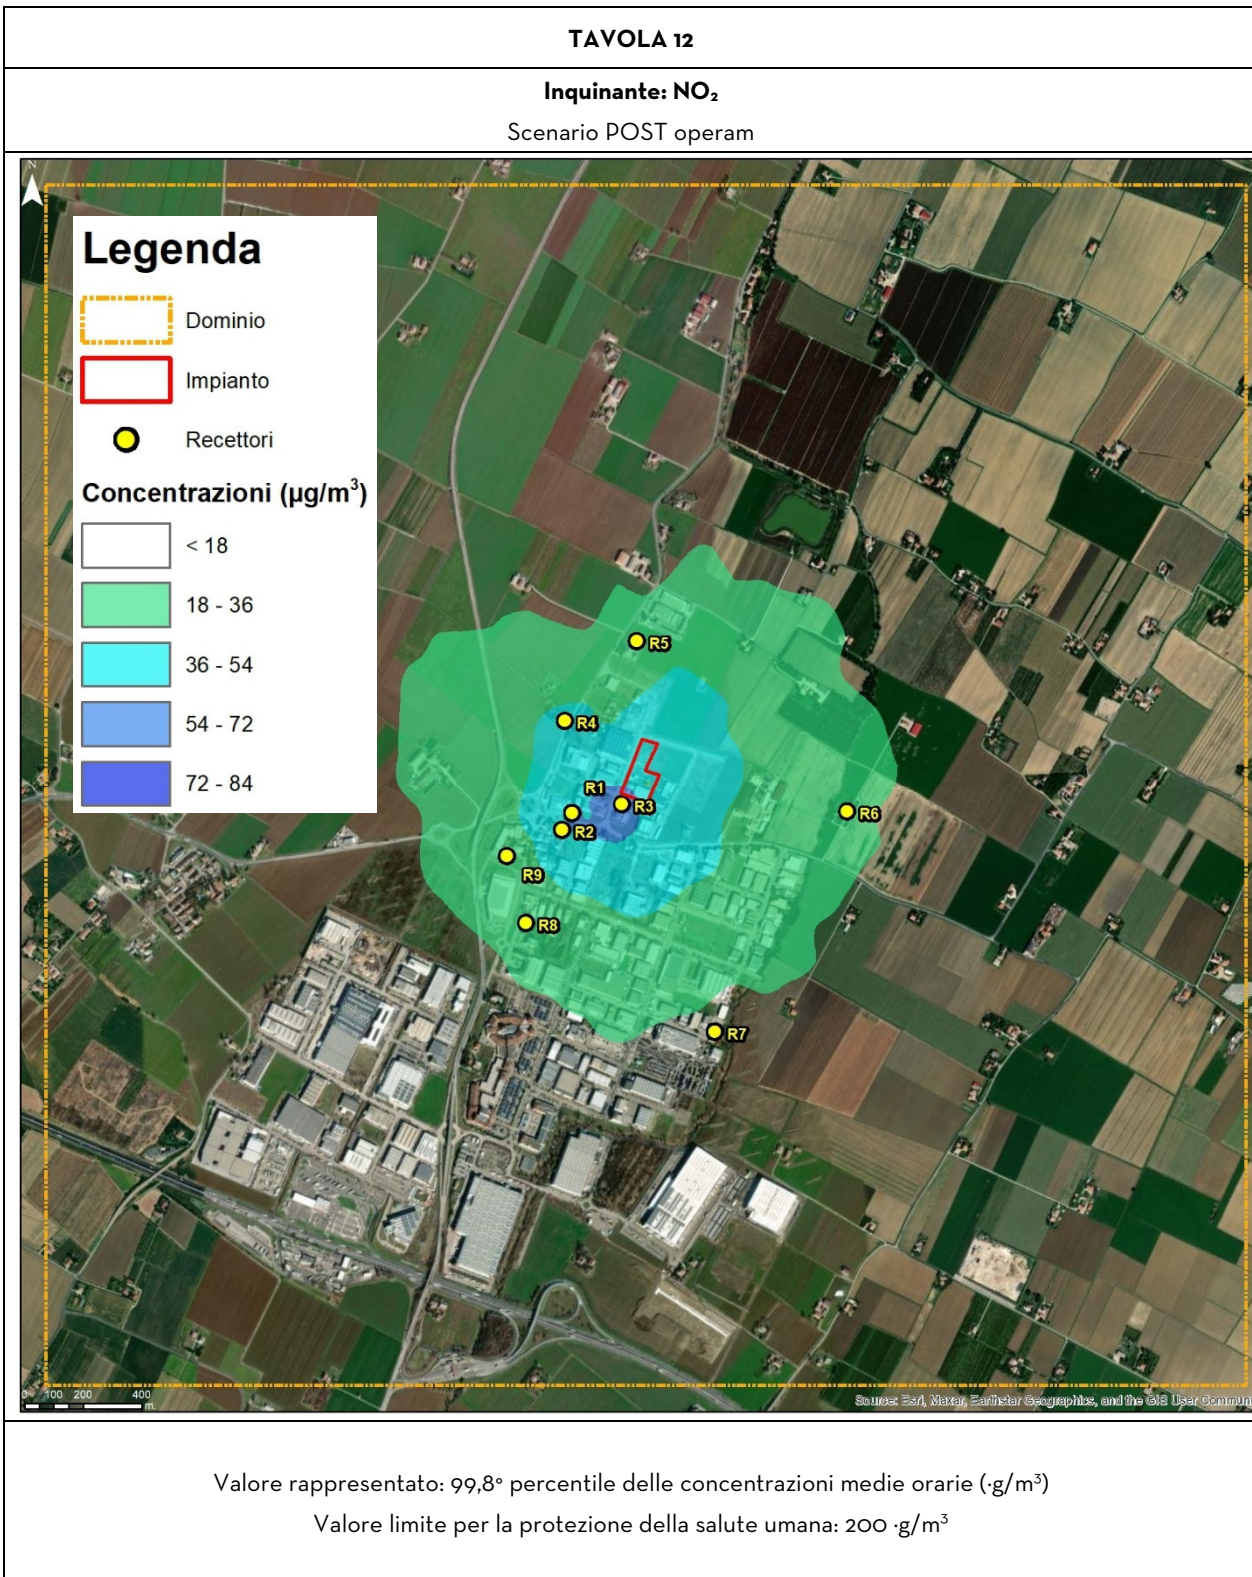 TAVOLA 12
Inquinante: NO₂
Scenario POST operam
N
Legenda
Dominio
Impianto
Recettori
Concentrazioni (µg/m³)
< 18
18 - 36
36 - 54
54 - 72
72 - 84
R5
R4
R1
R3
R6
R2
R9
R8
R7
0 100 200 400
m.
Source: Esri, Maxar, Earthstar Geographics, and the GIS User Commun
Valore rappresentato: 99,8° percentile delle concentrazioni medie orarie (·g/m³)
Valore limite per la protezione della salute umana: 200 ·g/m³